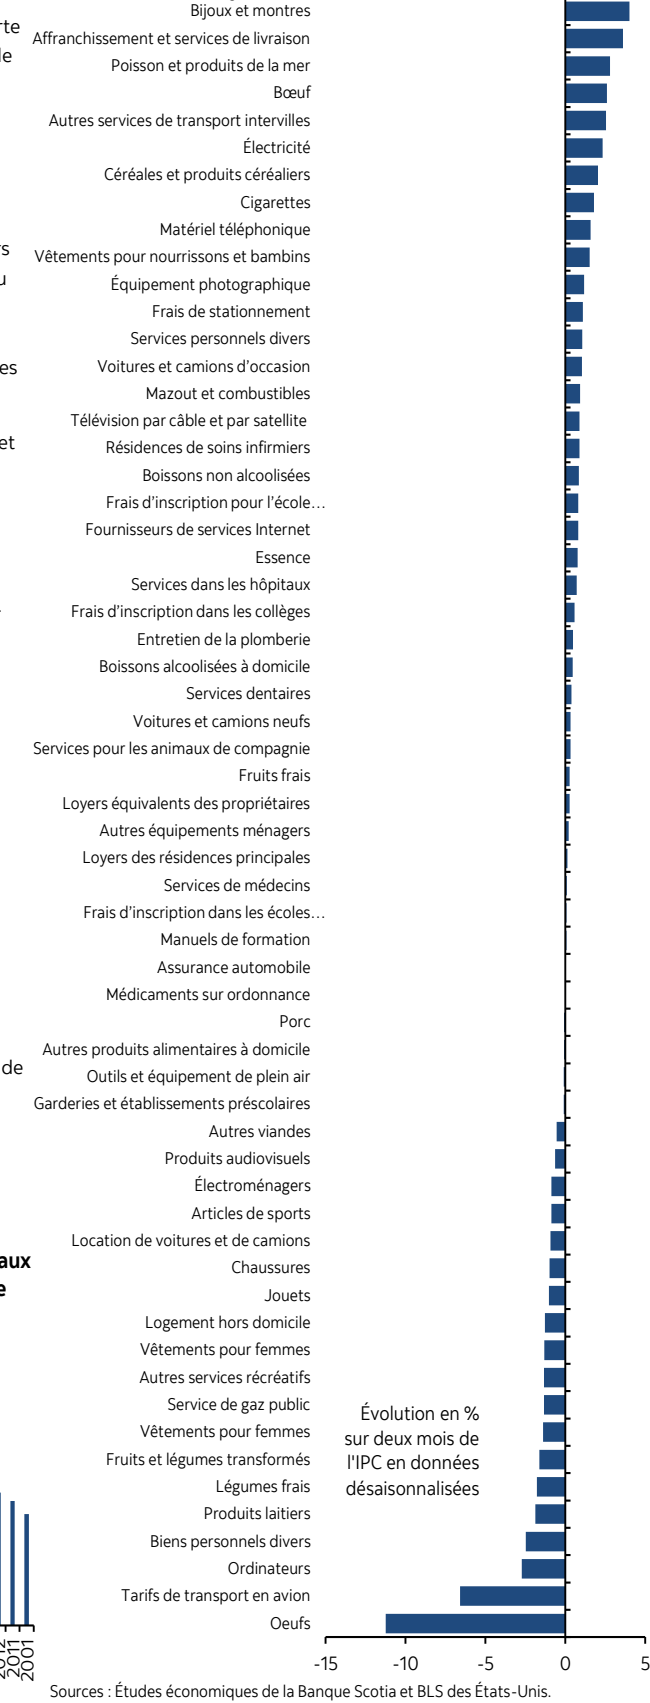 Bijoux et montres
Affranchissement et services de livraison
Poisson et produits de la mer
Bœuf
Autres services de transport intervilles
Électricité
Céréales et produits céréaliers
Cigarettes
Matériel téléphonique
Vêtements pour nourrissons et bambins
Équipement photographique
Frais de stationnement
Services personnels divers
Voitures et camions d’occasion
Mazout et combustibles
Télévision par câble et par satellite
Résidences de soins infirmiers
Boissons non alcoolisées
Frais d’inscription pour l’école…
Fournisseurs de services Internet
Essence
Services dans les hôpitaux
Frais d’inscription dans les collèges
Entretien de la plomberie
Boissons alcoolisées à domicile
Services dentaires
Voitures et camions neufs
Services pour les animaux de compagnie
Fruits frais
Loyers équivalents des propriétaires
Autres équipements ménagers
Loyers des résidences principales
Services de médecins
Frais d’inscription dans les écoles…
Manuels de formation
Assurance automobile
Médicaments sur ordonnance
Porc
Autres produits alimentaires à domicile
Outils et équipement de plein air
Garderies et établissements préscolaires
Autres viandes
Produits audiovisuels
Électroménagers
Articles de sports
Location de voitures et de camions
Chaussures
Jouets
Logement hors domicile
Vêtements pour femmes
Autres services récréatifs
Service de gaz public
Vêtements pour femmes
Fruits et légumes transformés
Légumes frais
Produits laitiers
Biens personnels divers
Ordinateurs
Tarifs de transport en avion
Oeufs
Évolution en %
sur deux mois de
l'IPC en données
désaisonnalisées
-15 -10 -5 0 5
Sources : Études économiques de la Banque Scotia et BLS des États-Unis.
rte
le
rs
u
es
et
de
aux
e
2011
2001